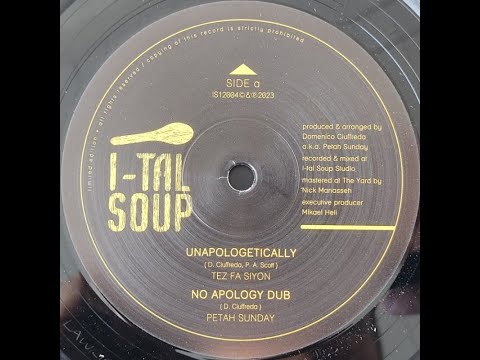 limited edition • all rights reserved / copying of this record is strictly prohibited
SIDE a
IS12004©&℗2023
I-TAL
SOUP
produced & arranged by
Domenico Ciuffreda
a.k.a. Petah Sunday
recorded & mixed at
I-tal Soup Studio
mastered at The Yard by
Nick Manasseh
executive producer
Mikael Heli
UNAPOLOGETICALLY
( D. Ciuffreda, P. A. Scott )
TEZ FA SIYON
NO APOLOGY DUB
( D. Ciuffreda )
PETAH SUNDAY